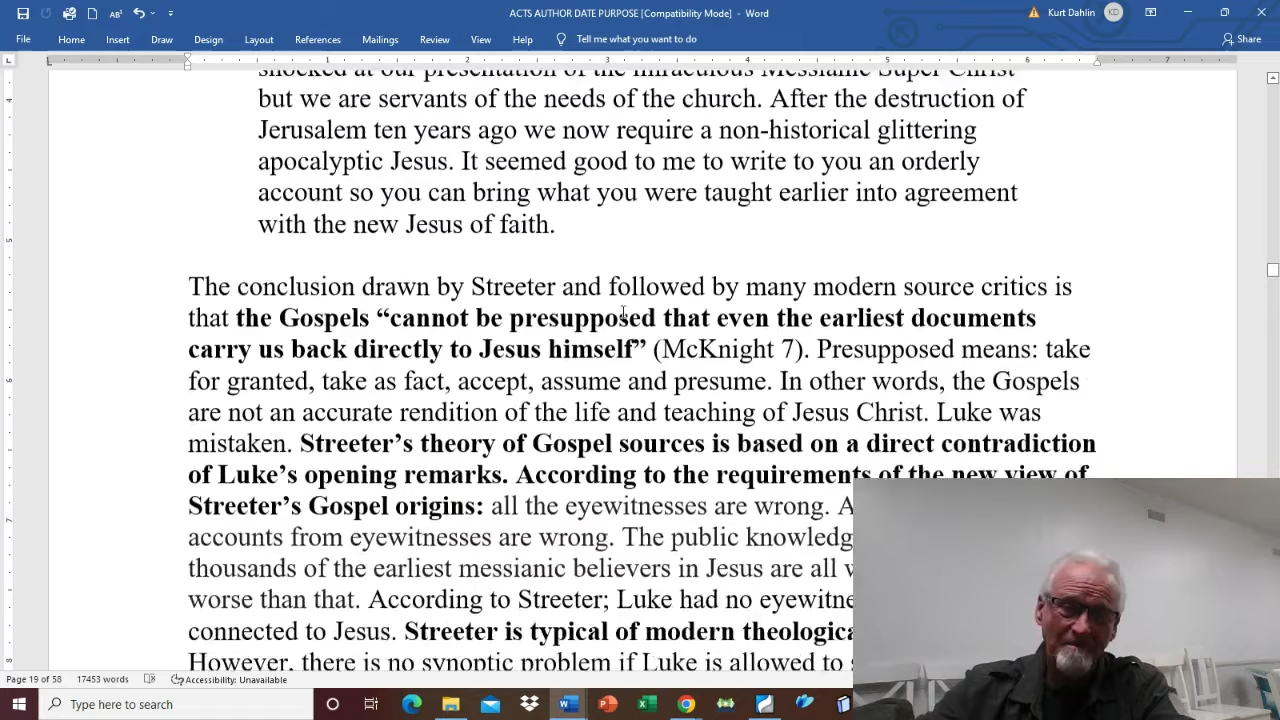 ACTS AUTHOR DATE PURPOSE [Compatibility Mode] - Word
Kurt Dahlin
KD
File Home Insert Draw Design Layout References Mailings Review View Help Tell me what you want to do Share
shocked at our presentation of the miraculous Messianic Super Christ
but we are servants of the needs of the church. After the destruction of
Jerusalem ten years ago we now require a non-historical glittering
apocalyptic Jesus. It seemed good to me to write to you an orderly
account so you can bring what you were taught earlier into agreement
with the new Jesus of faith.
The conclusion drawn by Streeter and followed by many modern source critics is
that the Gospels “cannot be presupposed that even the earliest documents
carry us back directly to Jesus himself” (McKnight 7). Presupposed means: take
for granted, take as fact, accept, assume and presume. In other words, the Gospels
are not an accurate rendition of the life and teaching of Jesus Christ. Luke was
mistaken. Streeter’s theory of Gospel sources is based on a direct contradiction
of Luke’s opening remarks. According to the requirements of the new view of
Streeter’s Gospel origins: all the eyewitnesses are wrong.
accounts from eyewitnesses are wrong. The public
thousands of the earliest messianic believers in Jesus are all
worse than that. According to Streeter; Luke had no
connected to Jesus. Streeter is typical of modern
However, there is no synoptic problem if Luke is allowed to
Page 19 of 58 17453 words Accessibility: Unavailable
Type here to search